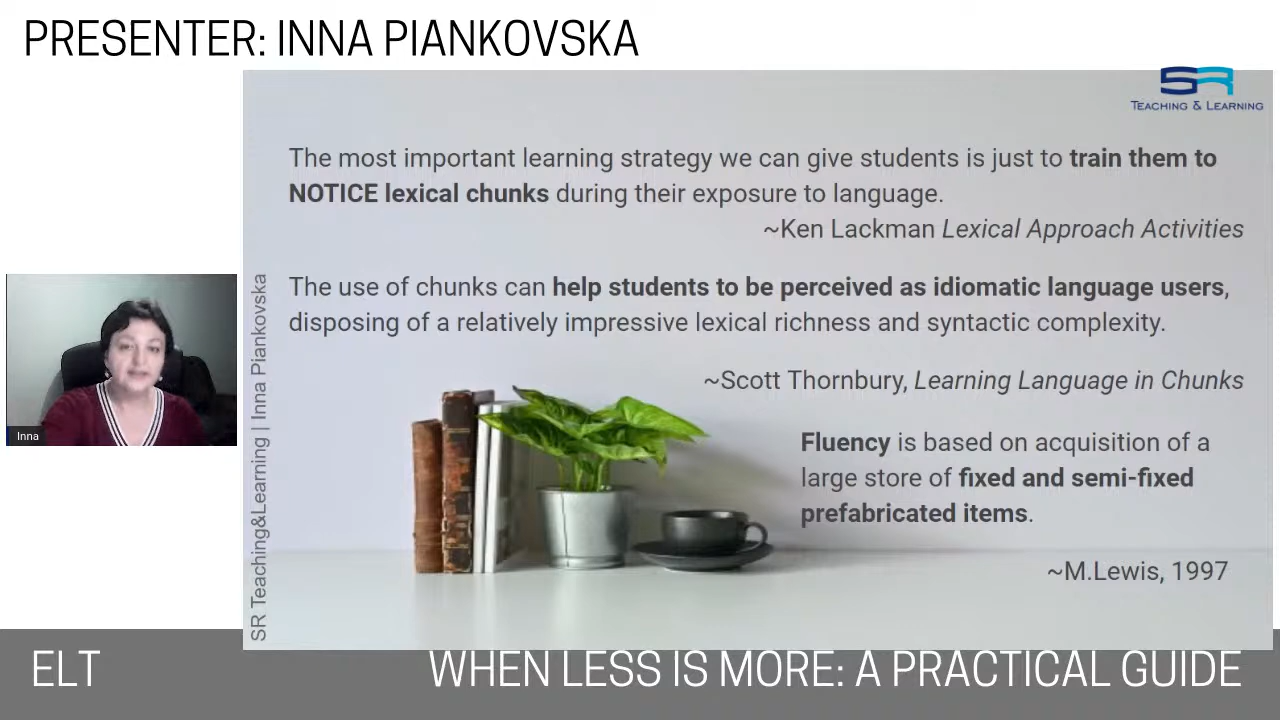 PRESENTER: INNA PIANKOVSKA
SR
TEACHING & LEARNING
The most important learning strategy we can give students is just to train them to
NOTICE lexical chunks during their exposure to language.
~Ken Lackman Lexical Approach Activities
The use of chunks can help students to be perceived as idiomatic language users,
disposing of a relatively impressive lexical richness and syntactic complexity.
~Scott Thornbury, Learning Language in Chunks
Fluency is based on acquisition of a
large store of fixed and semi-fixed
prefabricated items.
~M.Lewis, 1997
SR Teaching&Learning | Inna Piankovska
Inna
ELT
WHEN LESS IS MORE: A PRACTICAL GUIDE